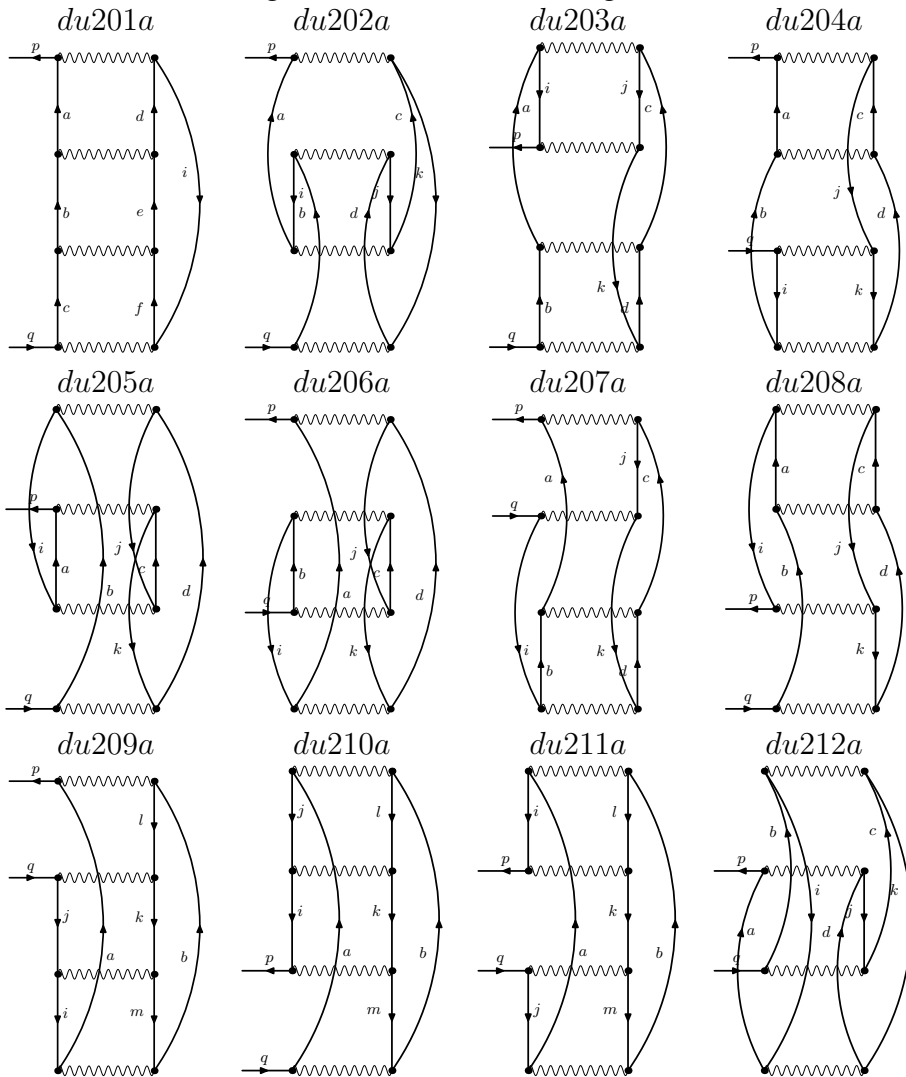 du201a du202a du203a du204a
p a d i b e c f q
p a c k i b j d q
i j a c p k b d q
p a c j b d q i k
du205a du206a du207a du208a
p i a j c b d k q
p j b c a d q i k
p j a c q i k b d
a c i j b d p k q
du209a du210a du211a du212a
p l q j k a b i m
j l i k p a b m q
i l p k q a b j m
b c p i k a d j q